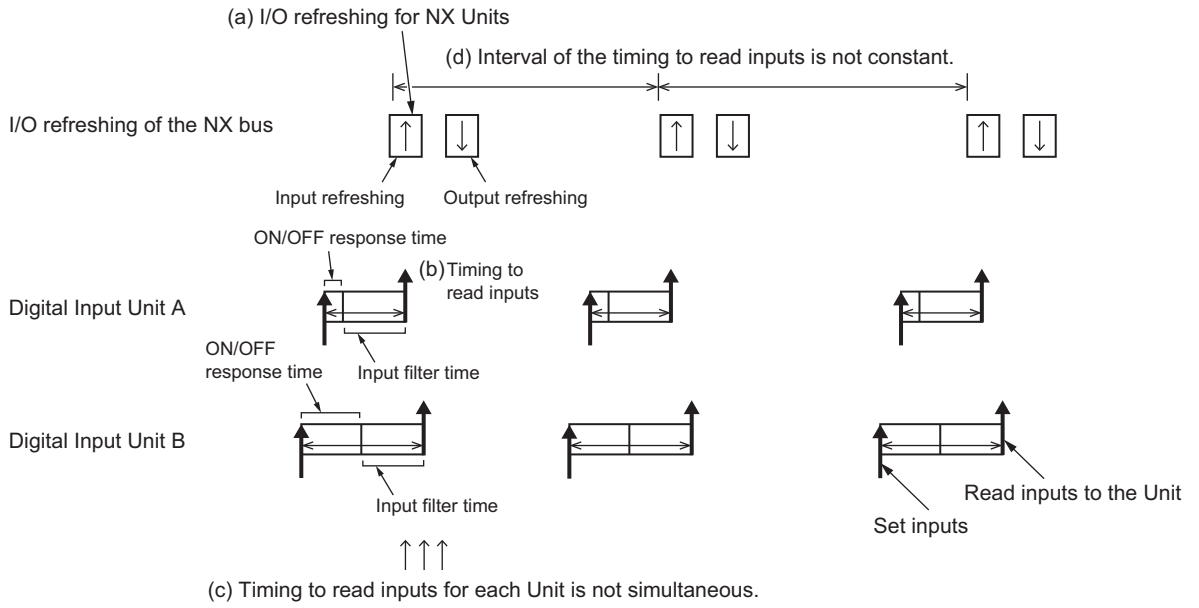 (a) I/O refreshing for NX Units
(d) Interval of the timing to read inputs is not constant.
I/O refreshing of the NX bus
Input refreshing
Output refreshing
ON/OFF response time
(b) Timing to
read inputs
Digital Input Unit A
Input filter time
ON/OFF
response time
Digital Input Unit B
Input filter time
Read inputs to the Unit
Set inputs
(c) Timing to read inputs for each Unit is not simultaneous.